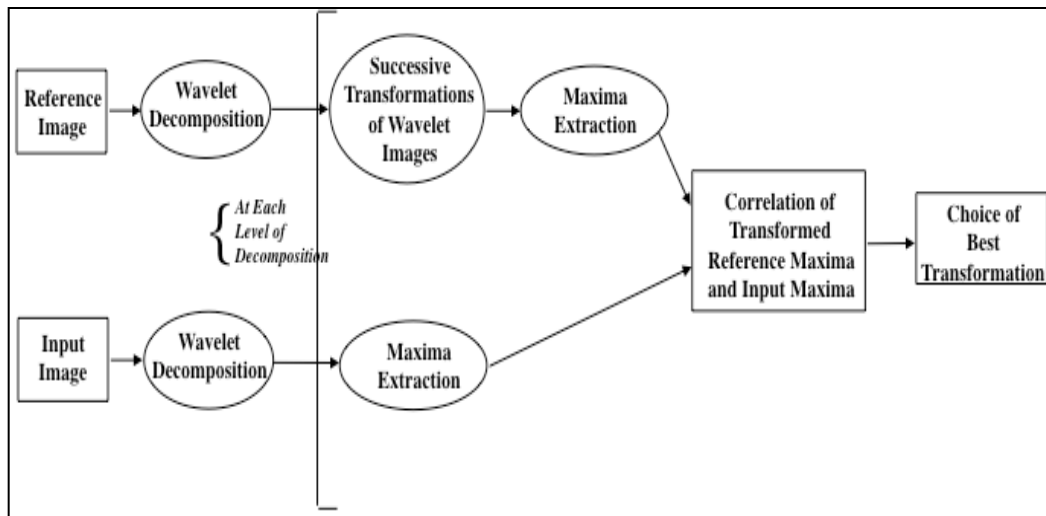 Reference
Image
Wavelet
Decomposition
Successive
Transformations
of Wavelet
Images
Maxima
Extraction
At Each
Level of
Decomposition
Correlation of
Transformed
Reference Maxima
and Input Maxima
Choice of
Best
Transformation
Input
Image
Wavelet
Decomposition
Maxima
Extraction